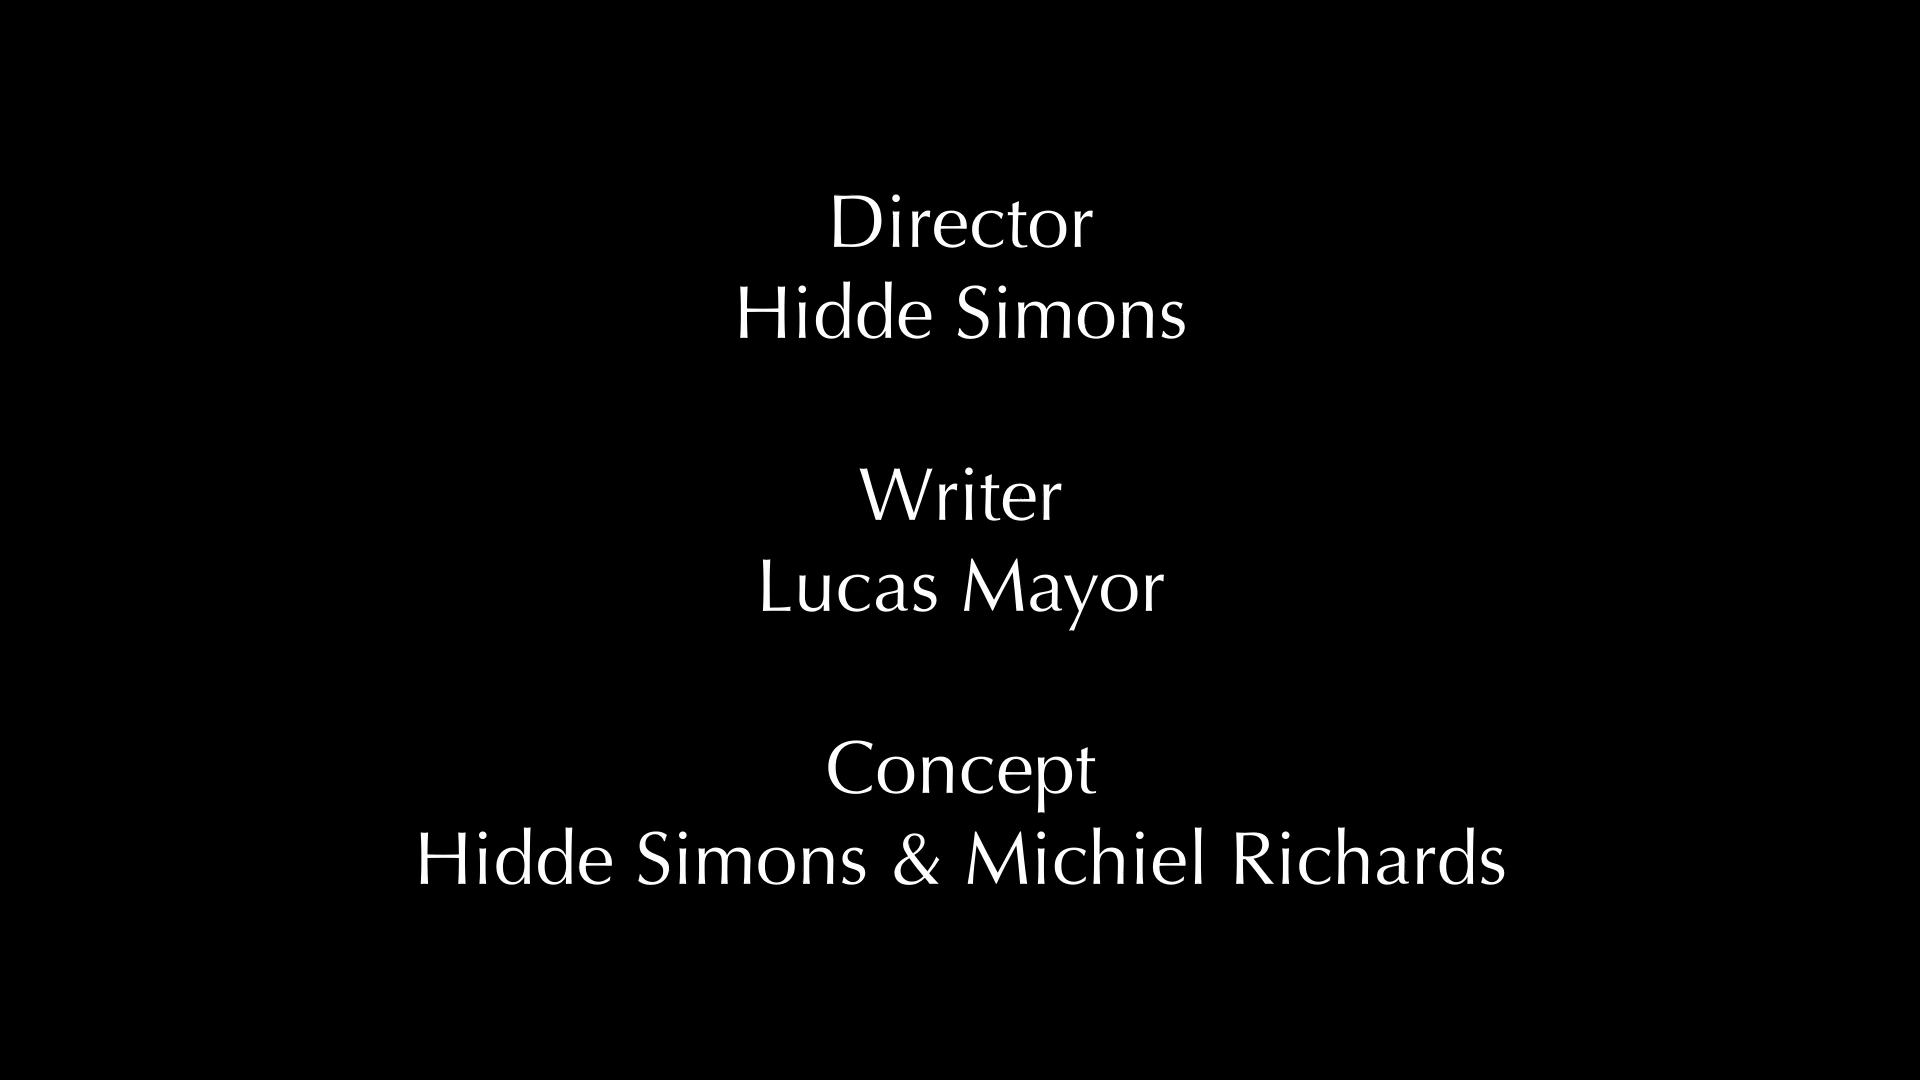 Director
Hidde Simons
Writer
Lucas Mayor
Concept
Hidde Simons & Michiel Richards